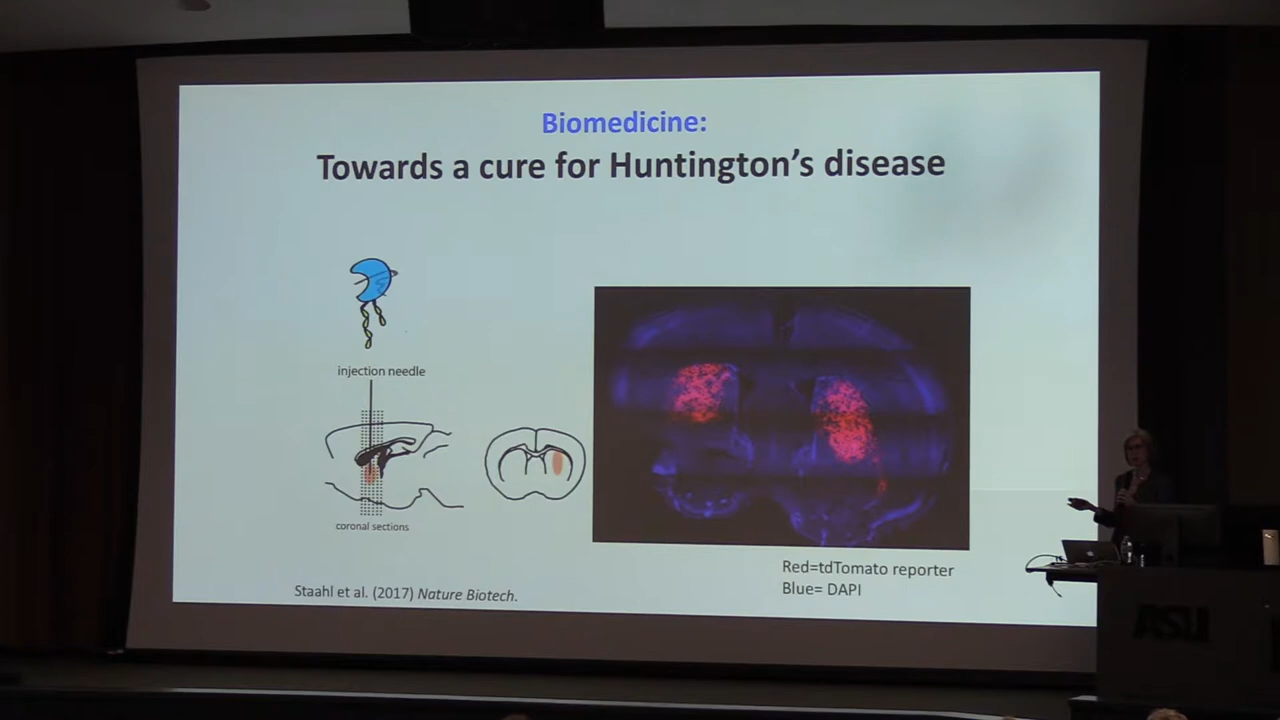 Biomedicine:
Towards a cure for Huntington's disease
injection needle
coronal sections
Red=tdTomato reporter
Blue= DAPI
Staahl et al. (2017) Nature Biotech.
ASU